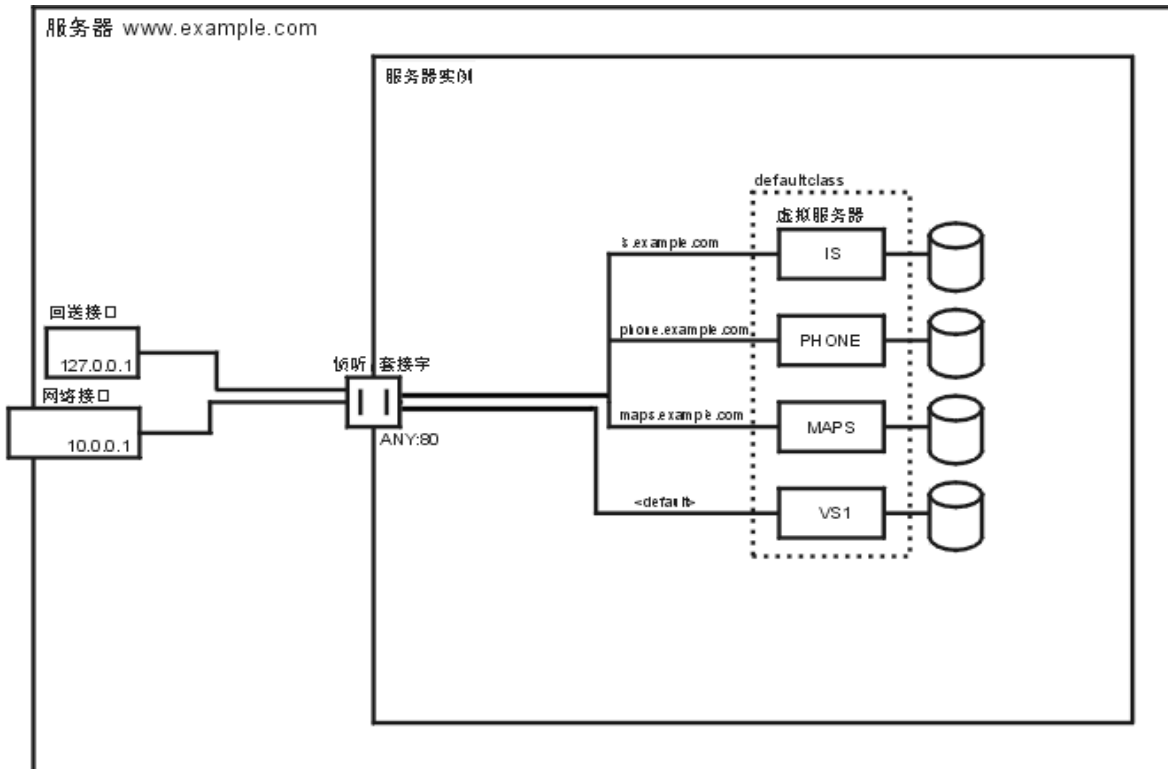 服务器 www.example.com
服务器实例
defaultclass
虚拟服务器
is.example.com
IS
回送接口
127.0.0.1
phone.example.com
PHONE
侦听 套接字
网络接口
10.0.0.1
ANY:80
maps.example.com
MAPS
<default>
VS1